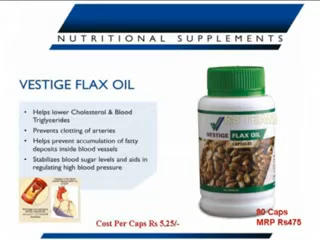 NUTRITIONAL SUPPLEMENTS
VESTIGE FLAX OIL
• Helps lower Cholesterol & Blood
Triglycerides
• Prevents clotting of arteries
• Helps prevent accumulation of fatty
deposits inside blood vessels
• Stabilizes blood sugar levels and aids in
regulating high blood pressure
VESTIGE FLAX OIL
CAPSULES
Cost Per Caps Rs 5.25/-
90 Caps
MRP Rs475